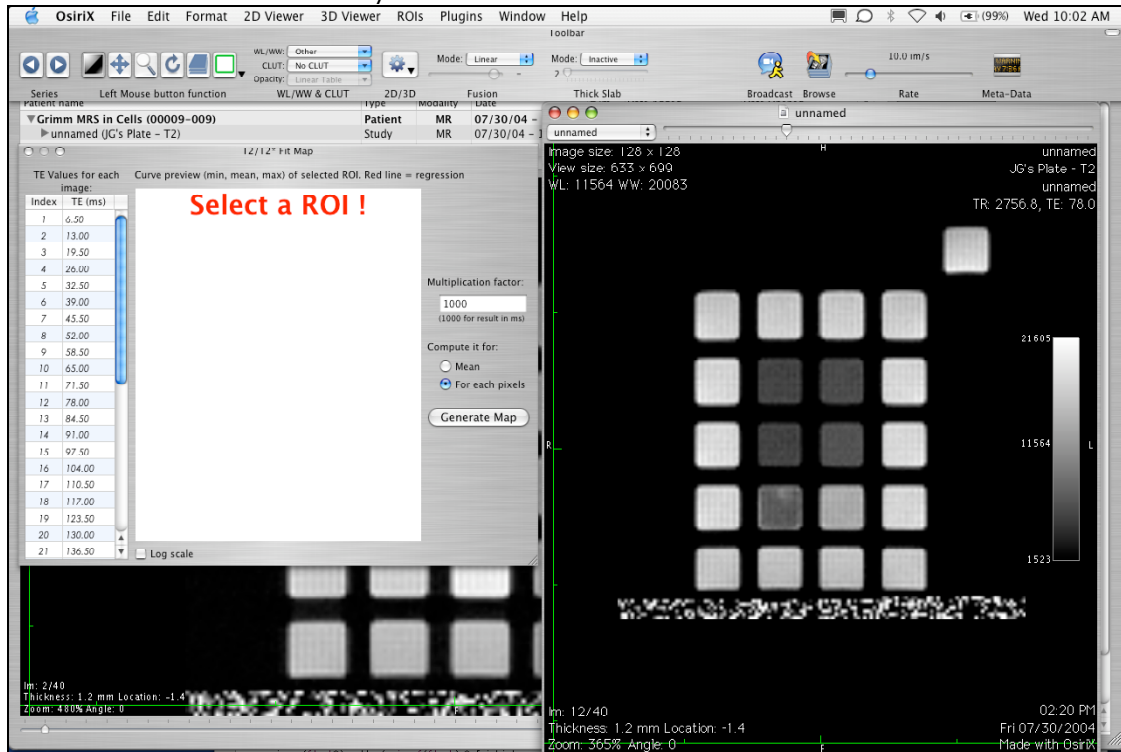 OsiriX File Edit Format 2D Viewer 3D Viewer ROIs Plugins Window Help (99%) Wed 10:02 AM
Toolbar
WL/WW: Other
CLUT: No CLUT
Opacity: Linear Table
Mode: Linear
Mode: Inactive
2
10.0 im/s
Series Left Mouse button function WL/WW & CLUT 2D/3D Fusion Thick Slab Broadcast Browse Rate Meta-Data
Patient name Type Modality Date
Grimm MRS in Cells (00009-009) Patient MR 07/30/04 -
unnamed (JG's Plate - T2) Study MR 07/30/04 - 1
T2/T2* Fit Map
TE Values for each image:
Curve preview (min, mean, max) of selected ROI. Red line = regression
Index TE (ms)
1 6.50
2 13.00
3 19.50
4 26.00
5 32.50
6 39.00
7 45.50
8 52.00
9 58.50
10 65.00
11 71.50
12 78.00
13 84.50
14 91.00
15 97.50
16 104.00
17 110.50
18 117.00
19 123.50
20 130.00
21 136.50
Select a ROI !
Multiplication factor:
1000
(1000 for result in ms)
Compute it for:
Mean
For each pixels
Generate Map
Log scale
Im: 2/40
Thickness: 1.2 mm Location: -1.4
Zoom: 480% Angle: 0
F
unnamed
unnamed
Image size: 128 x 128
View size: 633 x 699
WL: 11564 WW: 20083
H
unnamed
JG's Plate - T2
unnamed
TR: 2756.8, TE: 78.0
21605
R
11564
L
1523
Im: 12/40
Thickness: 1.2 mm Location: -1.4
Zoom: 365% Angle: 0
F
02:20 PM
Fri 07/30/2004
Made with OsiriX